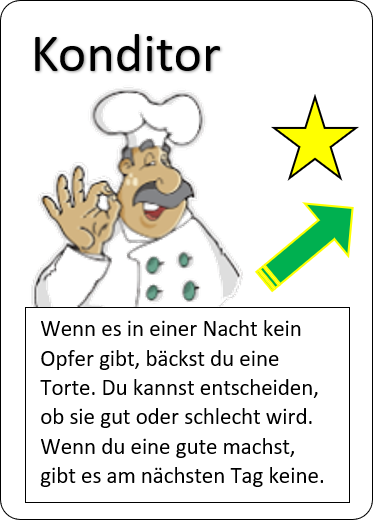 Konditor
Wenn es in einer Nacht kein
Opfer gibt, bäckst du eine
Torte. Du kannst entscheiden,
ob sie gut oder schlecht wird.
Wenn du eine gute machst,
gibt es am nächsten Tag keine.